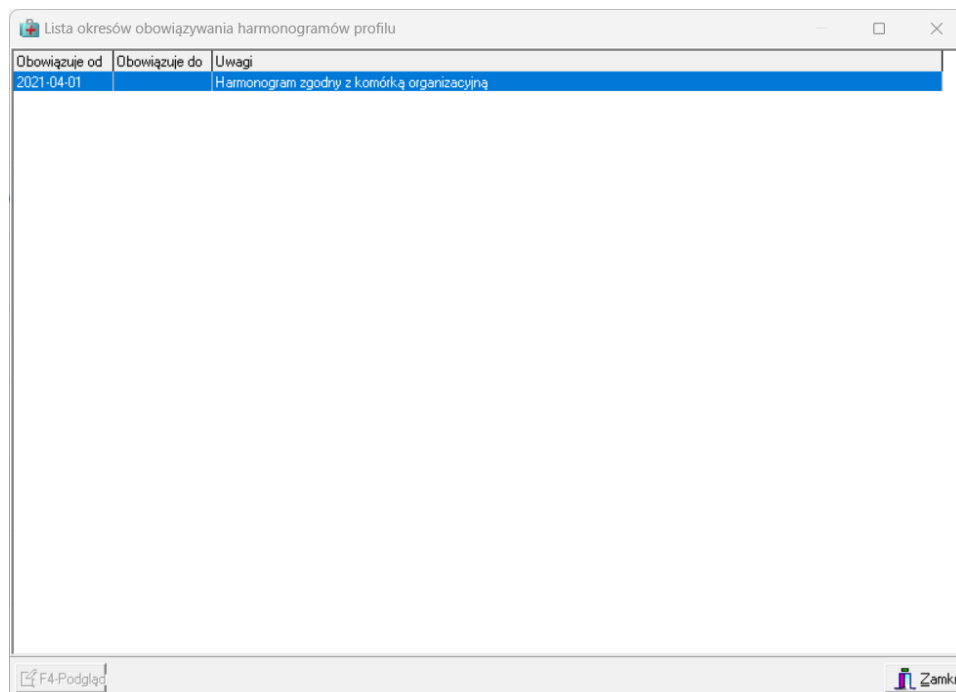 Lista okresów obowiązywania harmonogramów profilu
Obowiązuje od Obowiązuje do Uwagi
2021-04-01 Harmonogram zgodny z komórką organizacyjną
F4-Podgląd Zamkn